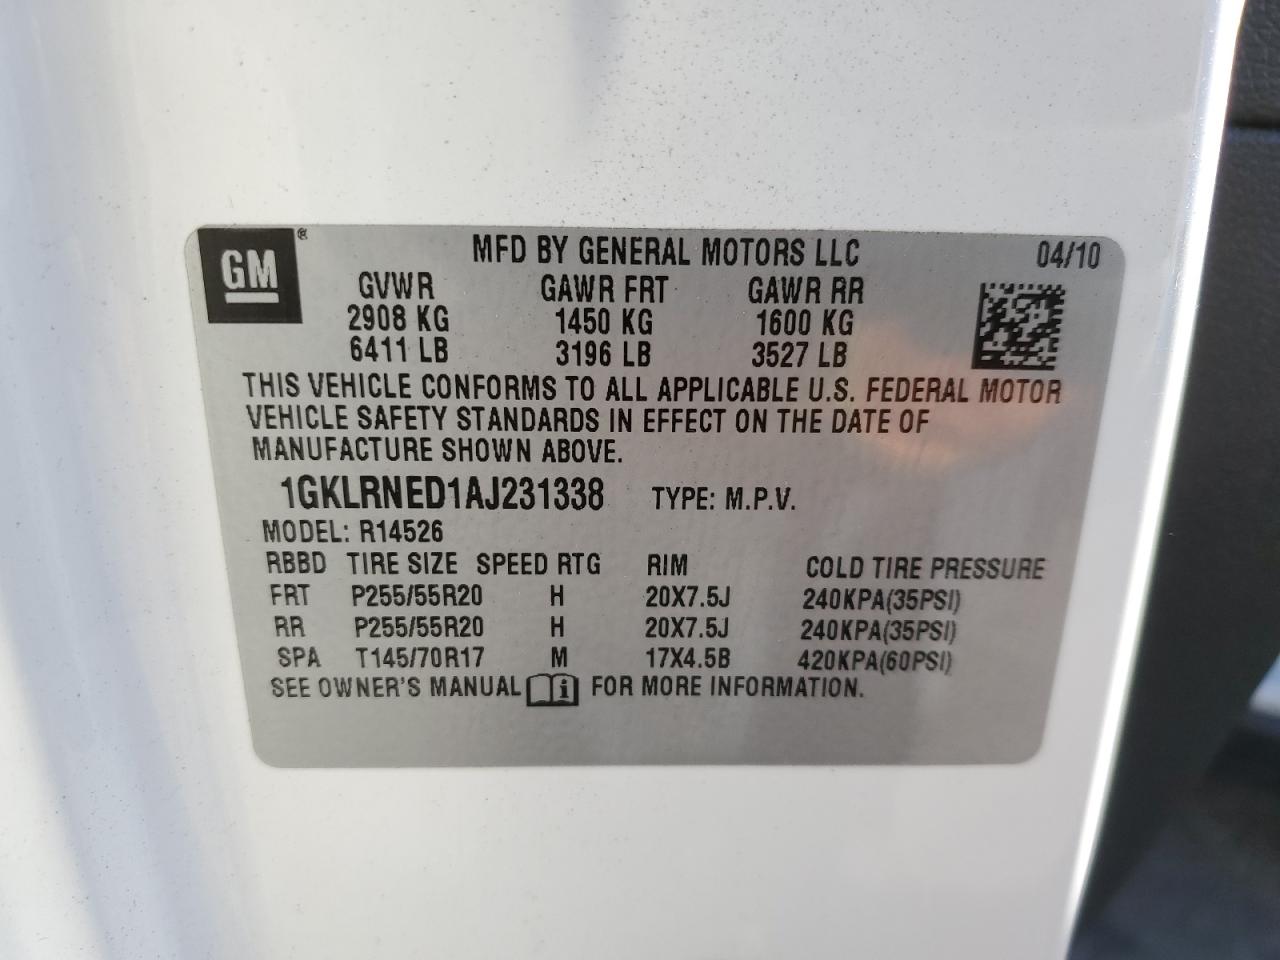 GM®
MFD BY GENERAL MOTORS LLC 04/10
GVWR GAWR FRT GAWR RR
2908 KG 1450 KG 1600 KG
6411 LB 3196 LB 3527 LB
THIS VEHICLE CONFORMS TO ALL APPLICABLE U.S. FEDERAL MOTOR
VEHICLE SAFETY STANDARDS IN EFFECT ON THE DATE OF
MANUFACTURE SHOWN ABOVE.
1GKLRNED1AJ231338 TYPE: M.P.V.
MODEL: R14526
RBBD TIRE SIZE SPEED RTG RIM COLD TIRE PRESSURE
FRT P255/55R20 H 20X7.5J 240KPA(35PSI)
RR P255/55R20 H 20X7.5J 240KPA(35PSI)
SPA T145/70R17 M 17X4.5B 420KPA(60PSI)
SEE OWNER'S MANUAL i FOR MORE INFORMATION.